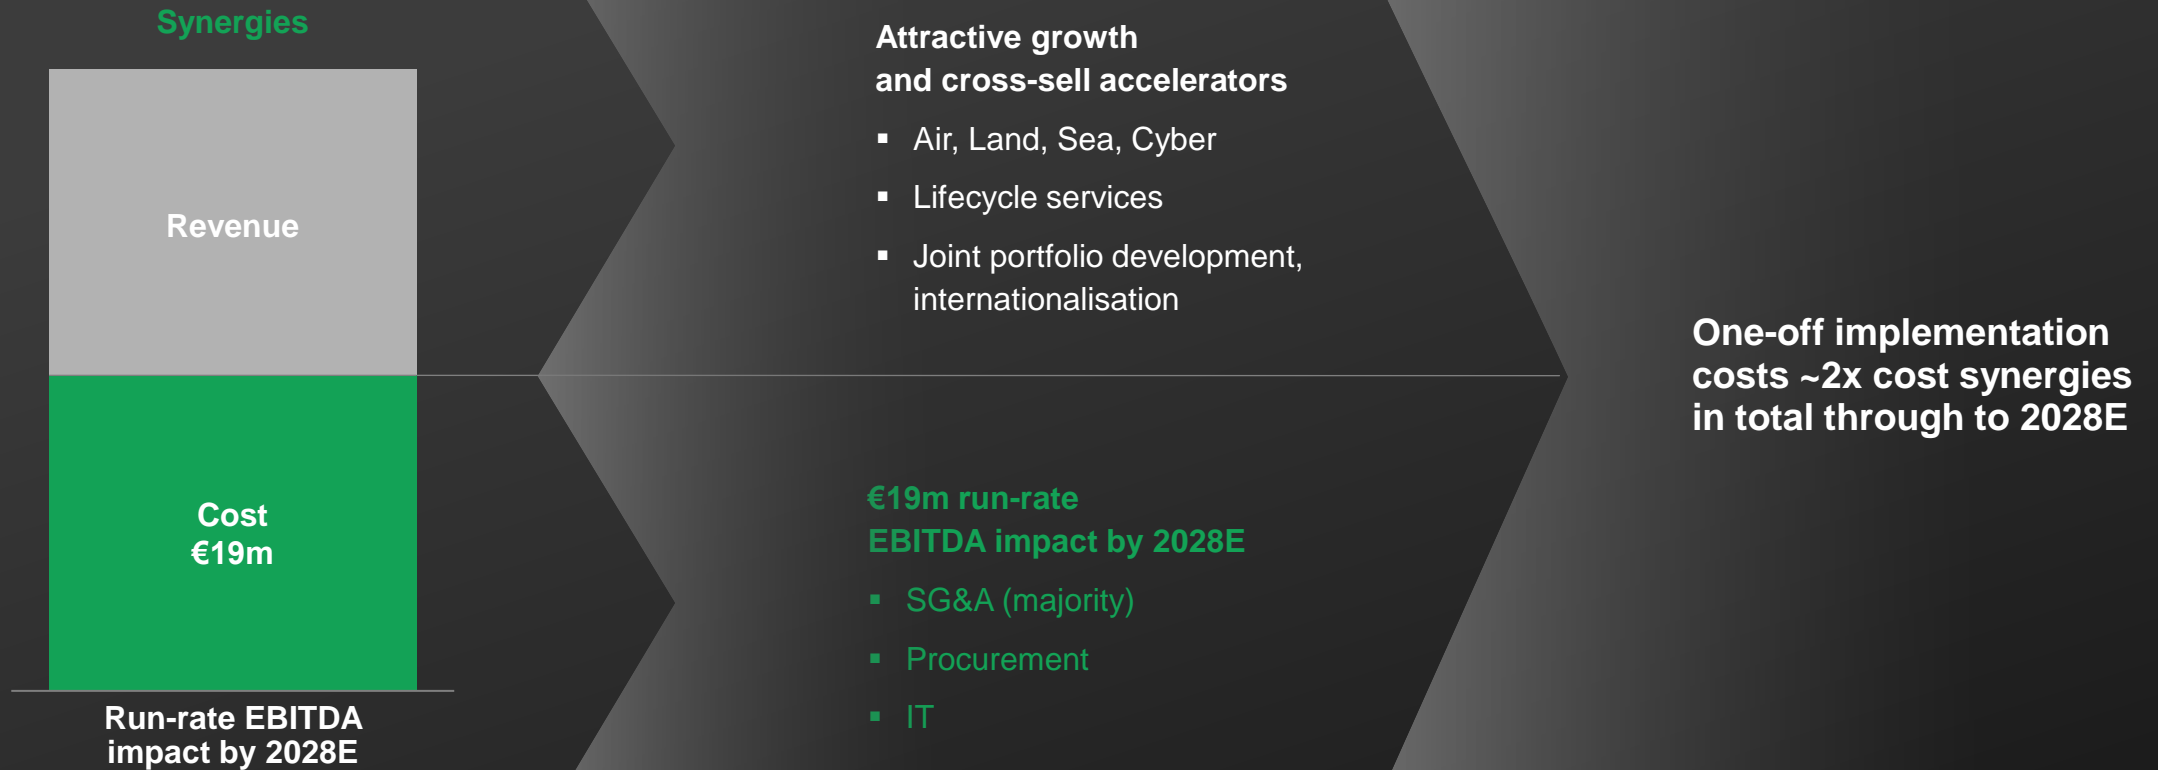 Synergies
Revenue
Cost
€19m
Run-rate EBITDA
impact by 2028E
Attractive growth
and cross-sell accelerators
▪ Air, Land, Sea, Cyber
▪ Lifecycle services
▪ Joint portfolio development,
internationalisation
€19m run-rate
EBITDA impact by 2028E
▪ SG&A (majority)
▪ Procurement
▪ IT
One-off implementation
costs ~2x cost synergies
in total through to 2028E